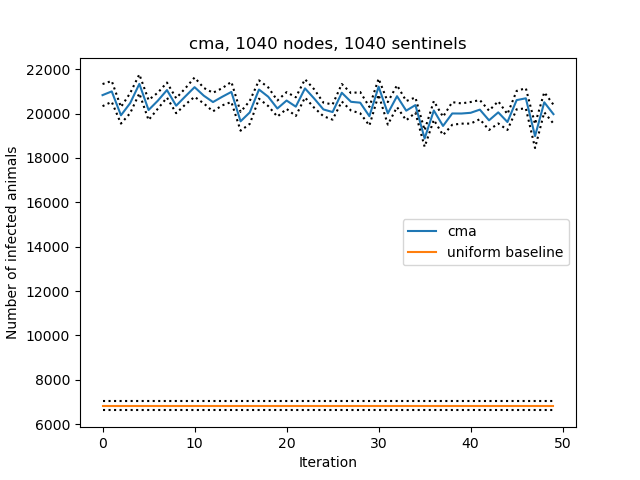 cma, 1040 nodes, 1040 sentinels
Number of infected animals
22000
20000
18000
16000
14000
12000
10000
8000
6000
cma
uniform baseline
0 10 20 30 40 50
Iteration